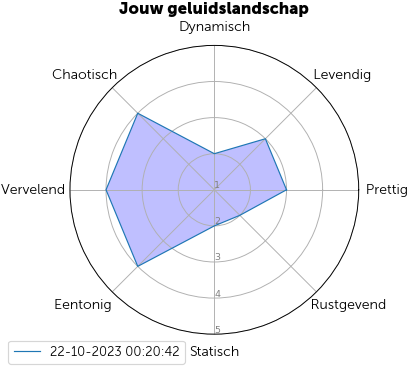 Jouw geluidslandschap
Dynamisch
Chaotisch
Levendig
Vervelend
1
Prettig
2
3
Eentonig
4
Rustgevend
5
22-10-2023 00:20:42
Statisch